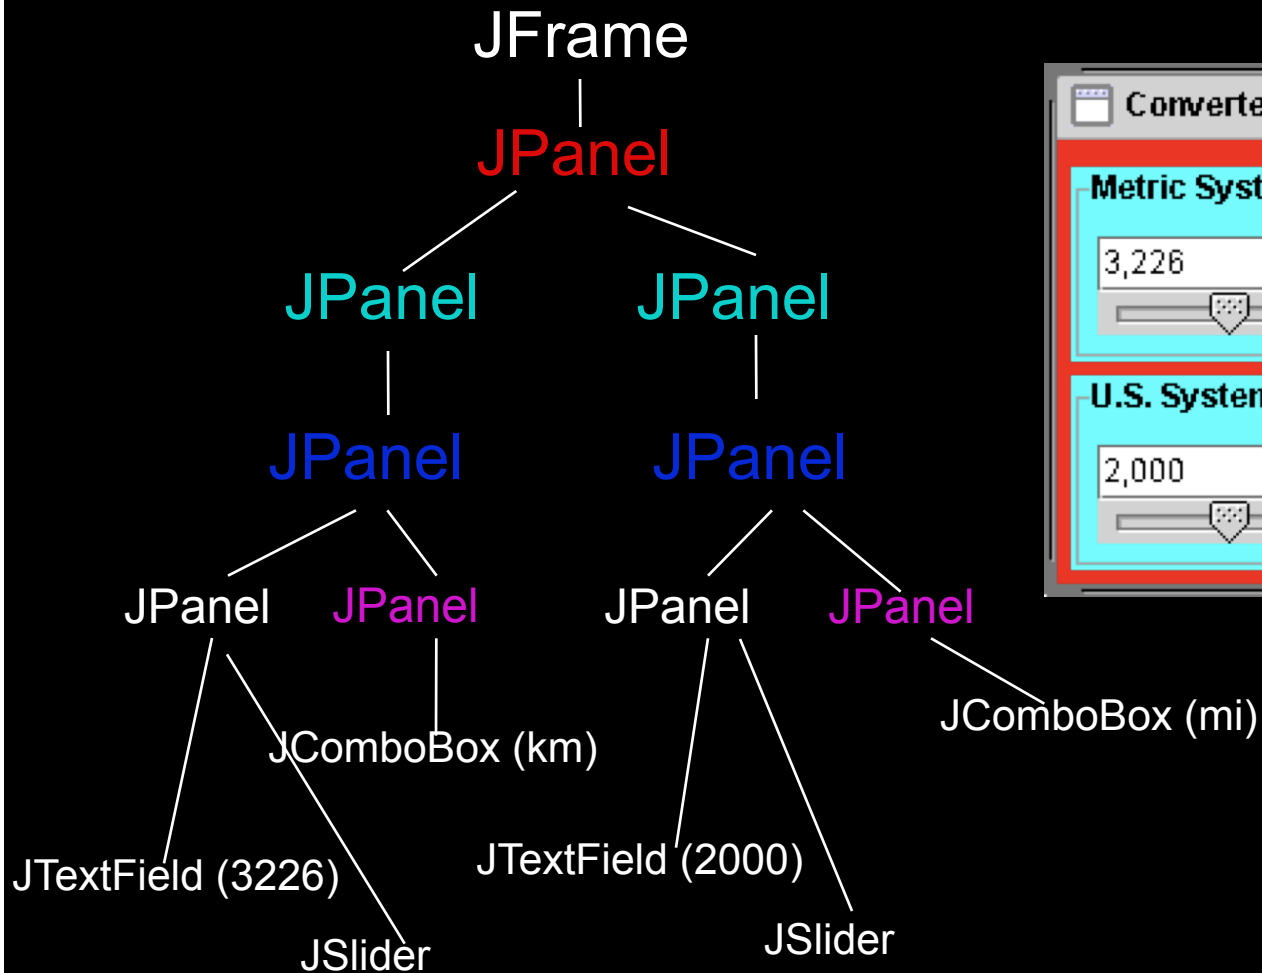 JFrame
JPanel
JPanel JPanel
JPanel JPanel
JPanel JPanel JPanel JPanel
JComboBox (mi)
JComboBox (km)
JTextField (3226) JTextField (2000)
JSlider JSlider
Converte
Metric Syst
3,226
U.S. System
2,000